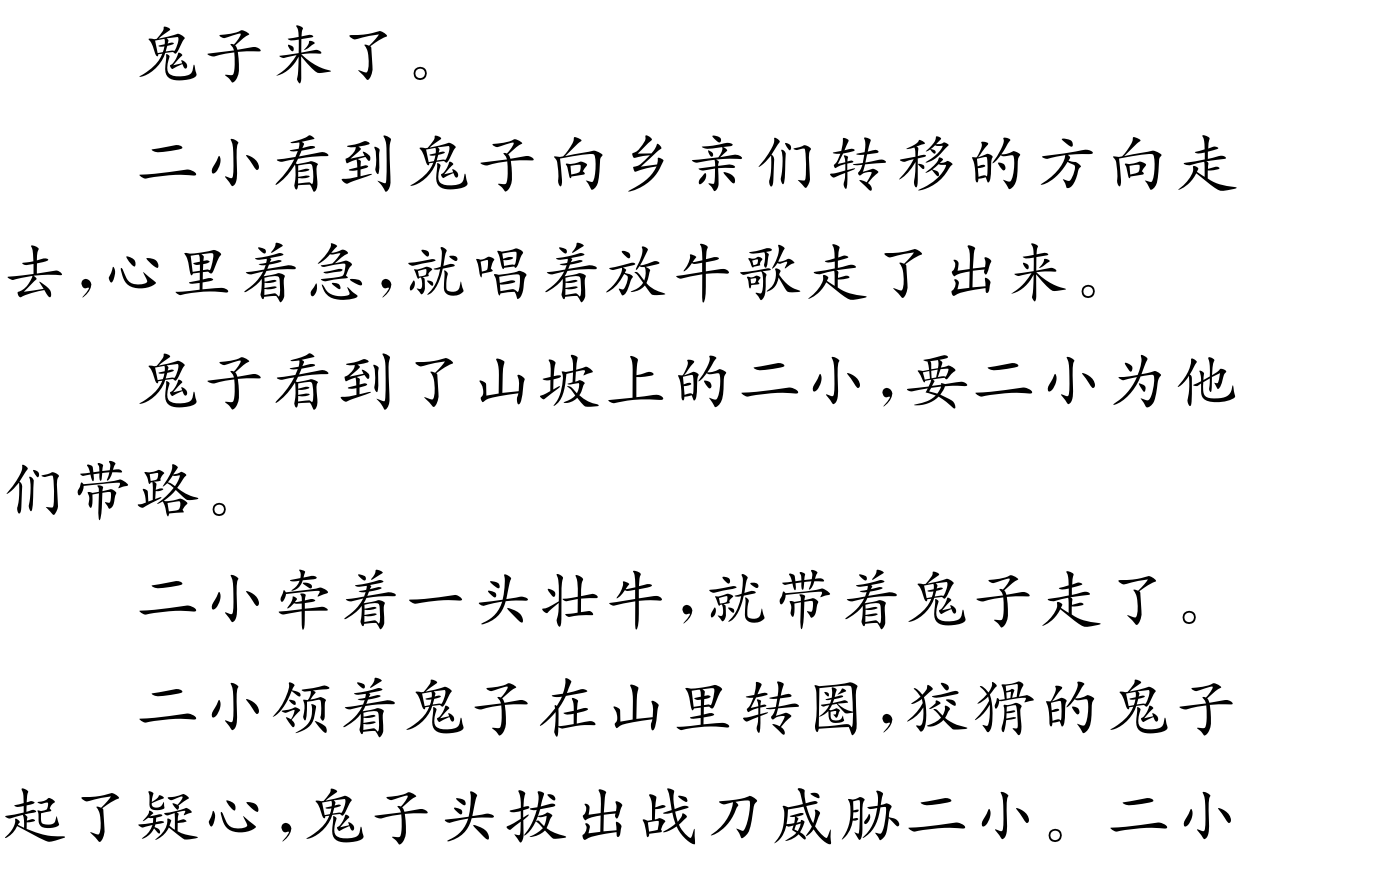 鬼子来了。
二小看到鬼子向乡亲们转移的方向走
去,心里着急,就唱着放牛歌走了出来。
鬼子看到了山坡上的二小,要二小为他
们带路。
二小牵着一头壮牛,就带着鬼子走了。
二小领着鬼子在山里转圈,狡猾的鬼子
起了疑心,鬼子头拔出战刀威胁二小。二小